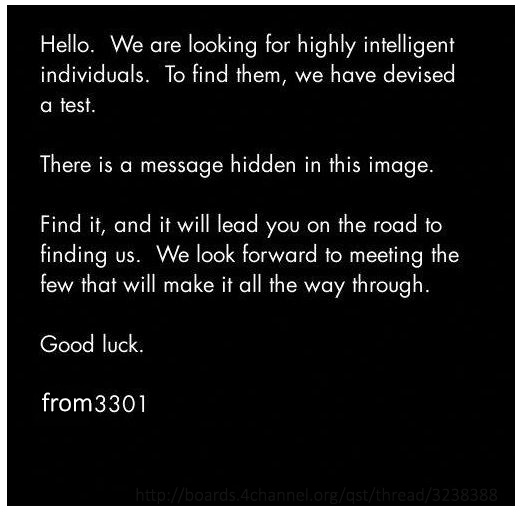 Hello.  We are looking for highly intelligent
individuals.  To find them, we have devised
a test.
There is a message hidden in this image.
Find it, and it will lead you on the road to
finding us.  We look forward to meeting the
few that will make it all the way through.
Good luck.
from3301
http://boards.4channel.org/qst/thread/3238388